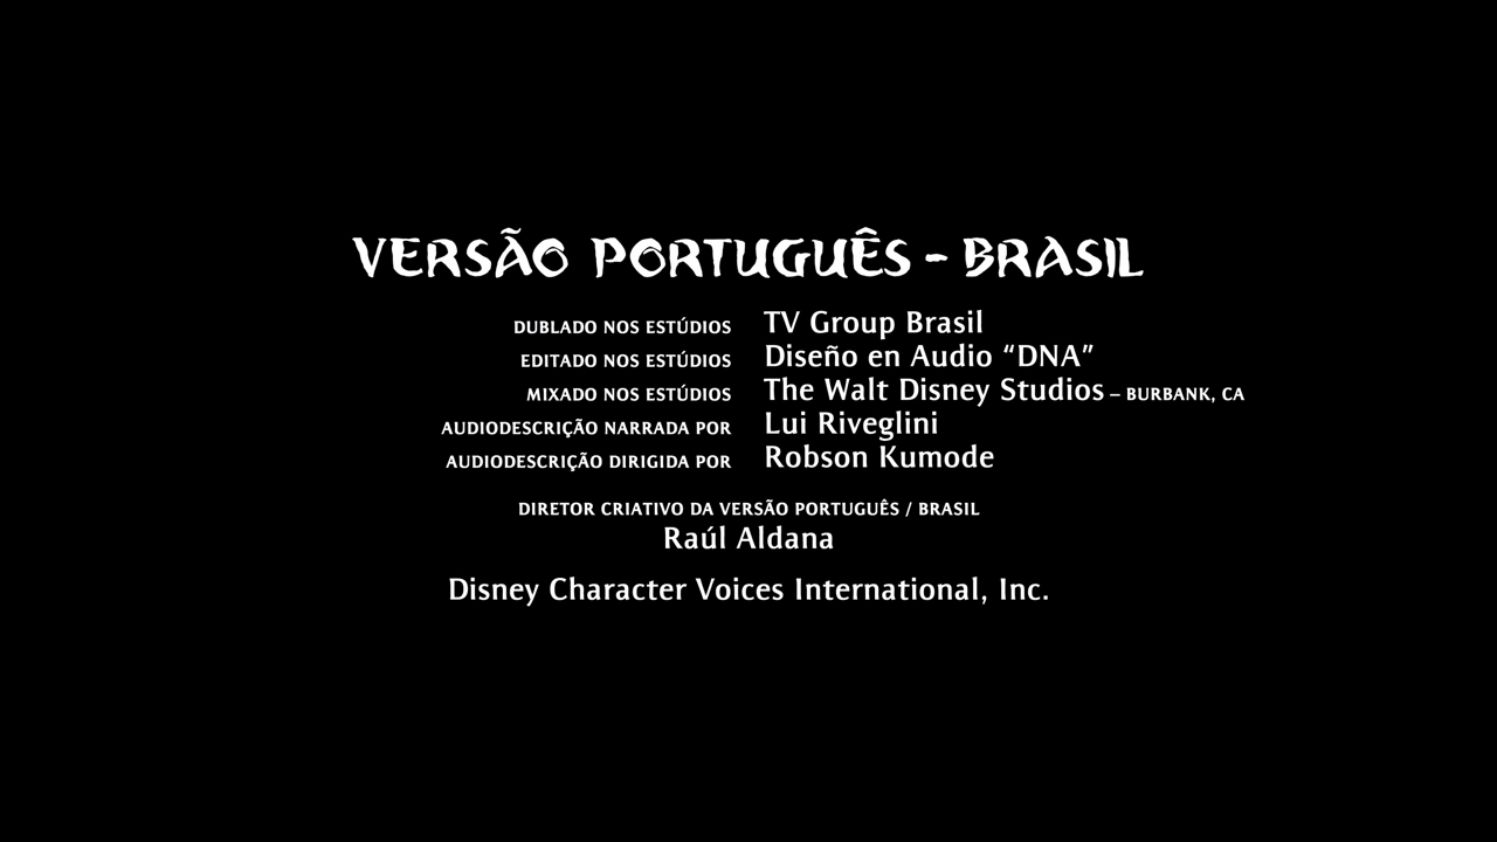 VERSÃO PORTUGUÊS - BRASIL
DUBLADO NOS ESTÚDIOS TV Group Brasil
EDITADO NOS ESTÚDIOS Diseño en Audio “DNA”
MIXADO NOS ESTÚDIOS The Walt Disney Studios – BURBANK, CA
AUDIODESCRIÇÃO NARRADA POR Lui Riveglini
AUDIODESCRIÇÃO DIRIGIDA POR Robson Kumode
DIRETOR CRIATIVO DA VERSÃO PORTUGUÊS / BRASIL
Raúl Aldana
Disney Character Voices International, Inc.